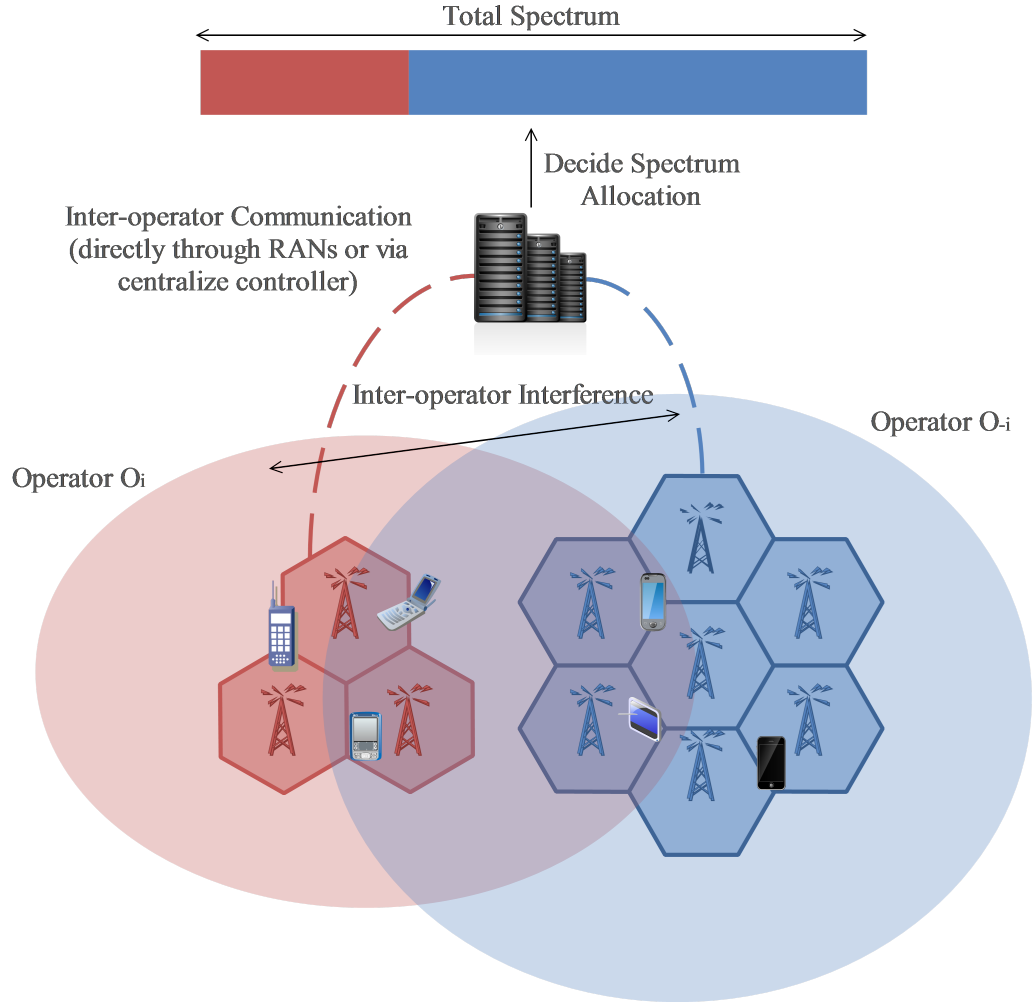 Total Spectrum
Decide Spectrum
Allocation
Inter-operator Communication
(directly through RANs or via
centralize controller)
Inter-operator Interference
Operator O-i
Operator Oi